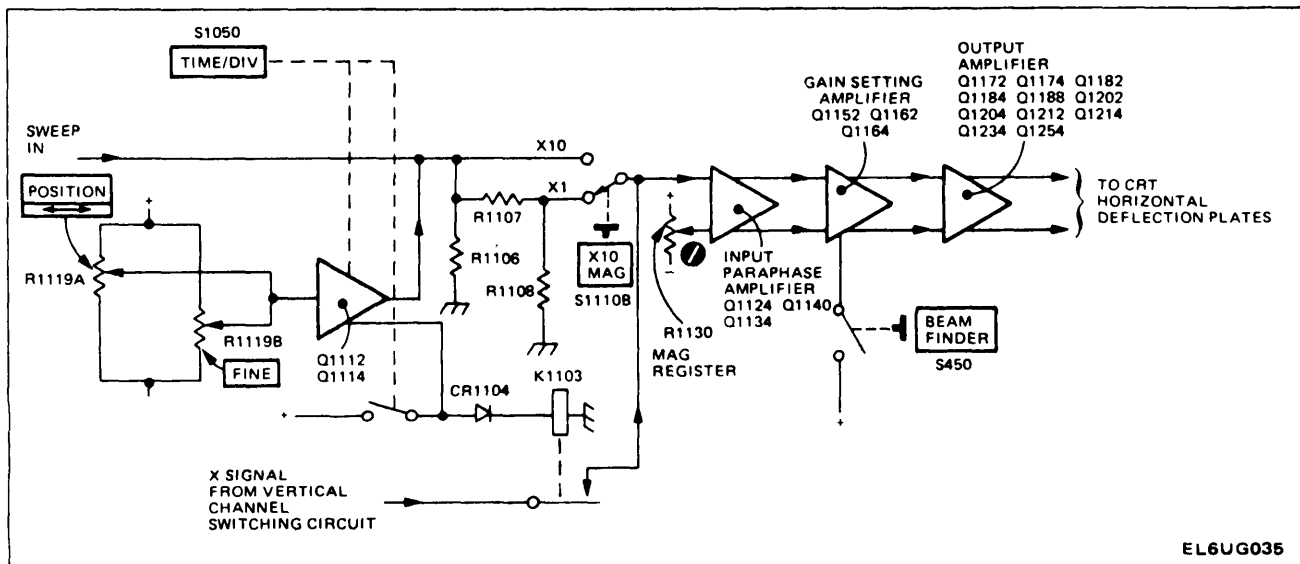 S1050
TIME/DIV
SWEEP
IN
POSITION
+
R1119A
R1119B
FINE
−
Q1112
Q1114
+
CR1104
K1103
X SIGNAL
FROM VERTICAL
CHANNEL
SWITCHING CIRCUIT
X10
X1
R1107
R1106
R1108
X10
MAG
S1110B
+
−
R1130
MAG
REGISTER
INPUT
PARAPHASE
AMPLIFIER
Q1124 Q1140
Q1134
GAIN SETTING
AMPLIFIER
Q1152 Q1162
Q1164
OUTPUT
AMPLIFIER
Q1172 Q1174 Q1182
Q1184 Q1188 Q1202
Q1204 Q1212 Q1214
Q1234 Q1254
TO CRT
HORIZONTAL
DEFLECTION PLATES
BEAM
FINDER
S450
+
EL6UG035